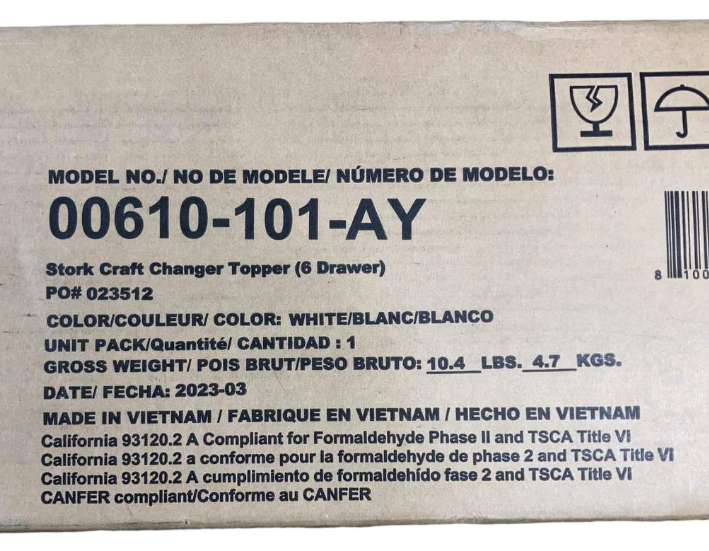 MODEL NO./ NO DE MODELE/ NÚMERO DE MODELO:
00610-101-AY
Stork Craft Changer Topper (6 Drawer)
PO# 023512
COLOR/COULEUR/ COLOR: WHITE/BLANC/BLANCO
UNIT PACK/Quantité/ CANTIDAD : 1
GROSS WEIGHT/ POIS BRUT/PESO BRUTO: 10.4 LBS. 4.7 KGS.
DATE/ FECHA: 2023-03
MADE IN VIETNAM / FABRIQUE EN VIETNAM / HECHO EN VIETNAM
California 93120.2 A Compliant for Formaldehyde Phase II and TSCA Title VI
California 93120.2 a conforme pour la formaldehyde de phase 2 and TSCA Title VI
California 93120.2 A cumplimiento de formaldehído fase 2 and TSCA Title VI
CANFER compliant/Conforme au CANFER
8 100